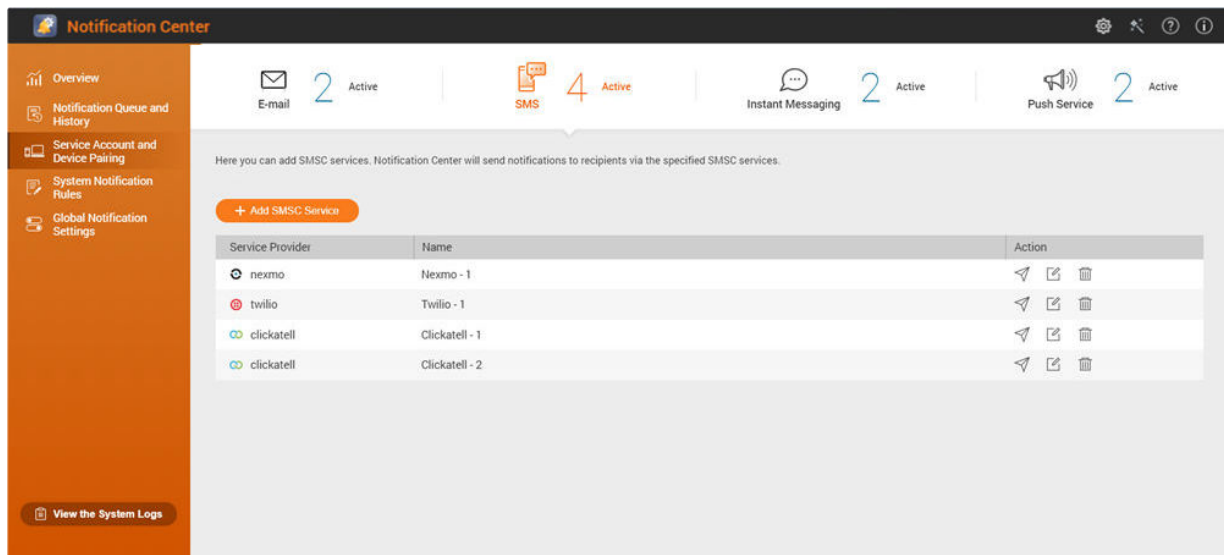 Notification Center
Overview
Notification Queue and
History
Service Account and
Device Pairing
System Notification
Rules
Global Notification
Settings
View the System Logs
E-mail 2 Active
SMS 4 Active
Instant Messaging 2 Active
Push Service 2 Active
Here you can add SMSC services. Notification Center will send notifications to recipients via the specified SMSC services.
+ Add SMSC Service
Service Provider Name Action
nexmo Nexmo - 1
twilio Twilio - 1
clickatell Clickatell - 1
clickatell Clickatell - 2